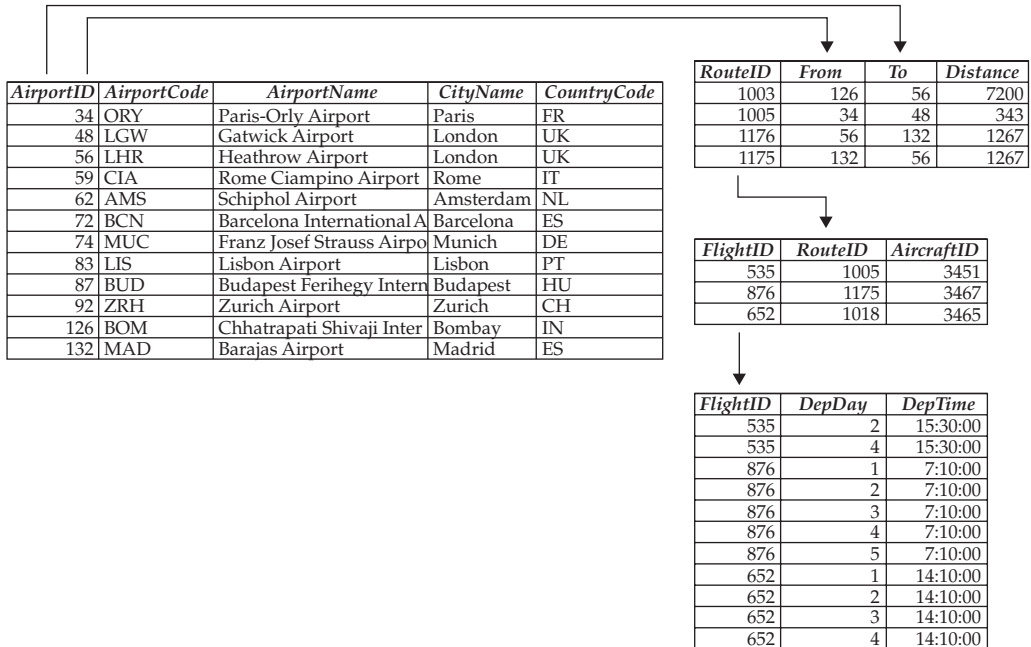 AirportID AirportCode AirportName CityName CountryCode
34 ORY Paris-Orly Airport Paris FR
48 LGW Gatwick Airport London UK
56 LHR Heathrow Airport London UK
59 CIA Rome Ciampino Airport Rome IT
62 AMS Schiphol Airport Amsterdam NL
72 BCN Barcelona International A Barcelona ES
74 MUC Franz Josef Strauss Airpo Munich DE
83 LIS Lisbon Airport Lisbon PT
87 BUD Budapest Ferihegy Intern Budapest HU
92 ZRH Zurich Airport Zurich CH
126 BOM Chhatrapati Shivaji Inter Bombay IN
132 MAD Barajas Airport Madrid ES
RouteID From To Distance
1003 126 56 7200
1005 34 48 343
1176 56 132 1267
1175 132 56 1267
FlightID RouteID AircraftID
535 1005 3451
876 1175 3467
652 1018 3465
FlightID DepDay DepTime
535 2 15:30:00
535 4 15:30:00
876 1 7:10:00
876 2 7:10:00
876 3 7:10:00
876 4 7:10:00
876 5 7:10:00
652 1 14:10:00
652 2 14:10:00
652 3 14:10:00
652 4 14:10:00